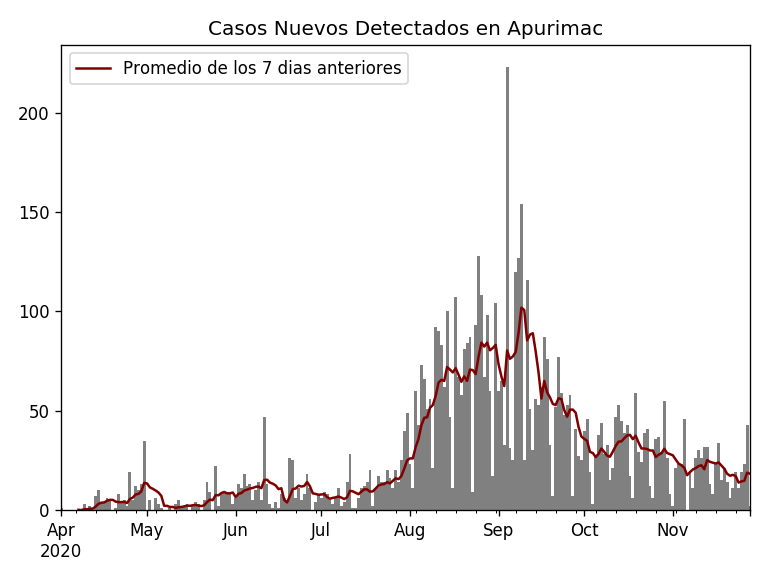 Casos Nuevos Detectados en Apurimac
Promedio de los 7 dias anteriores
200
150
100
50
0
Apr May Jun Jul Aug Sep Oct Nov
2020